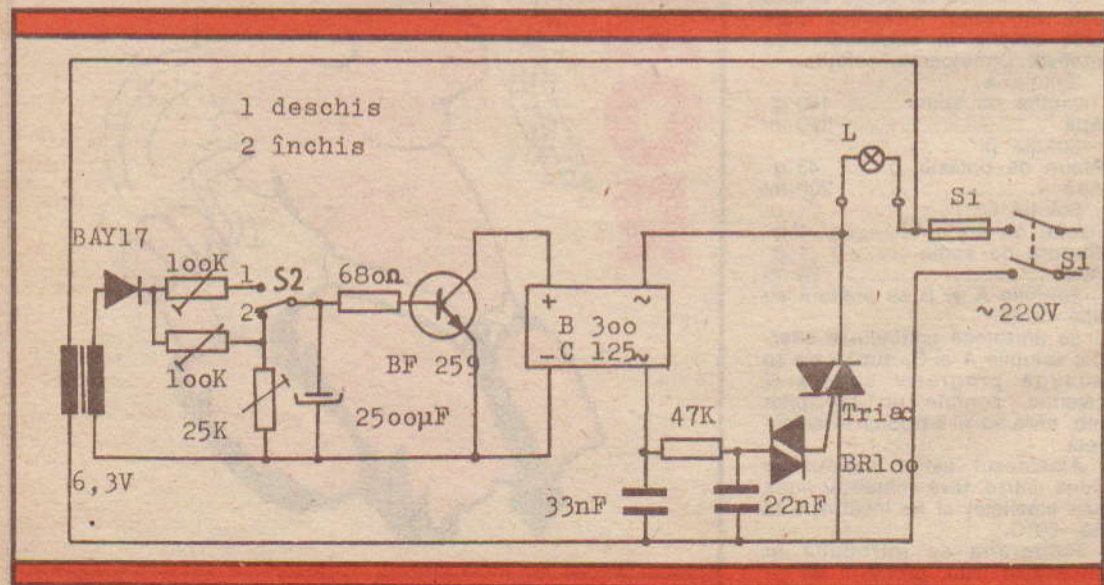 1 deschis
2 închis
L
Si
S1
~220V
BAY17
100K
1
S2
2
680Ω
BF 259
100K
25K
2500µF
6,3V
+ ~
B 300
-C 125 ~
47K
Triac
BR100
33nF
22nF